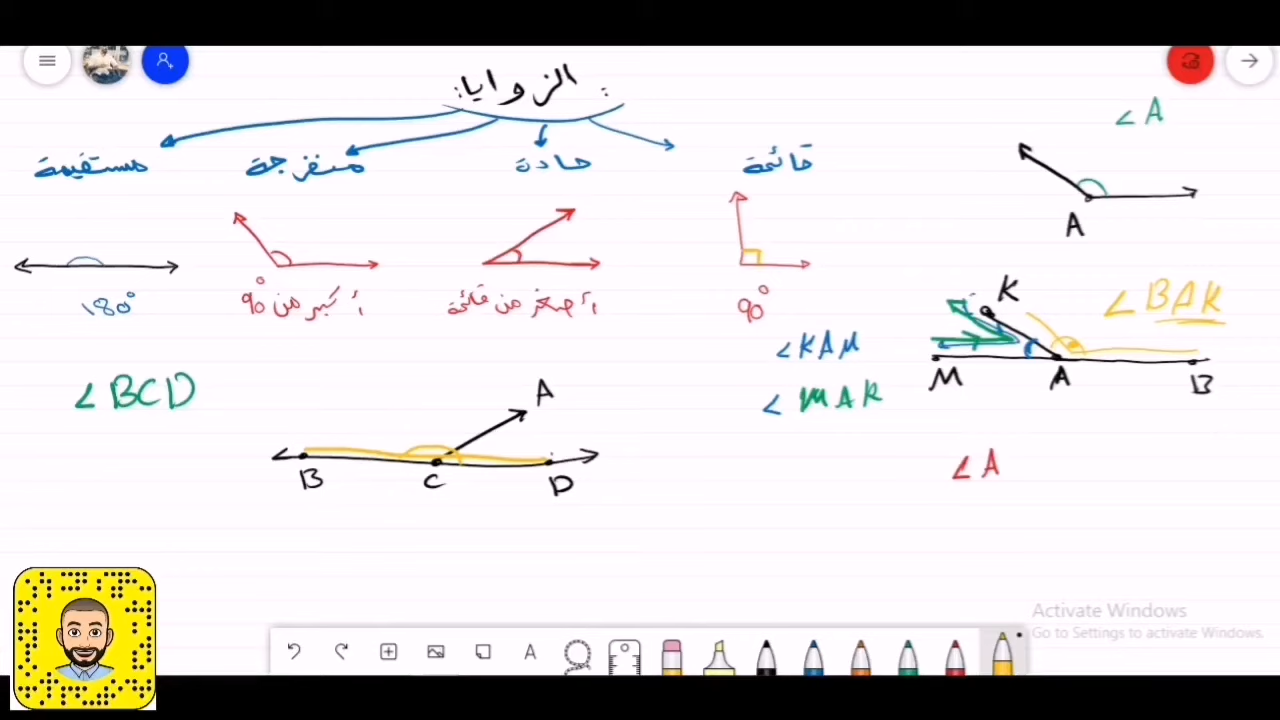 الزوايا:
∠A
قائمة
حادة
منفرجة
مستقيمة
A
90°
أصغر من قائمة
أكبر من 90°
180°
K
∠BAK
∠KAM
M A B
∠MAK
∠BCD
A
B C D
∠A
Activate Windows
Go to Settings to activate Windows.
A